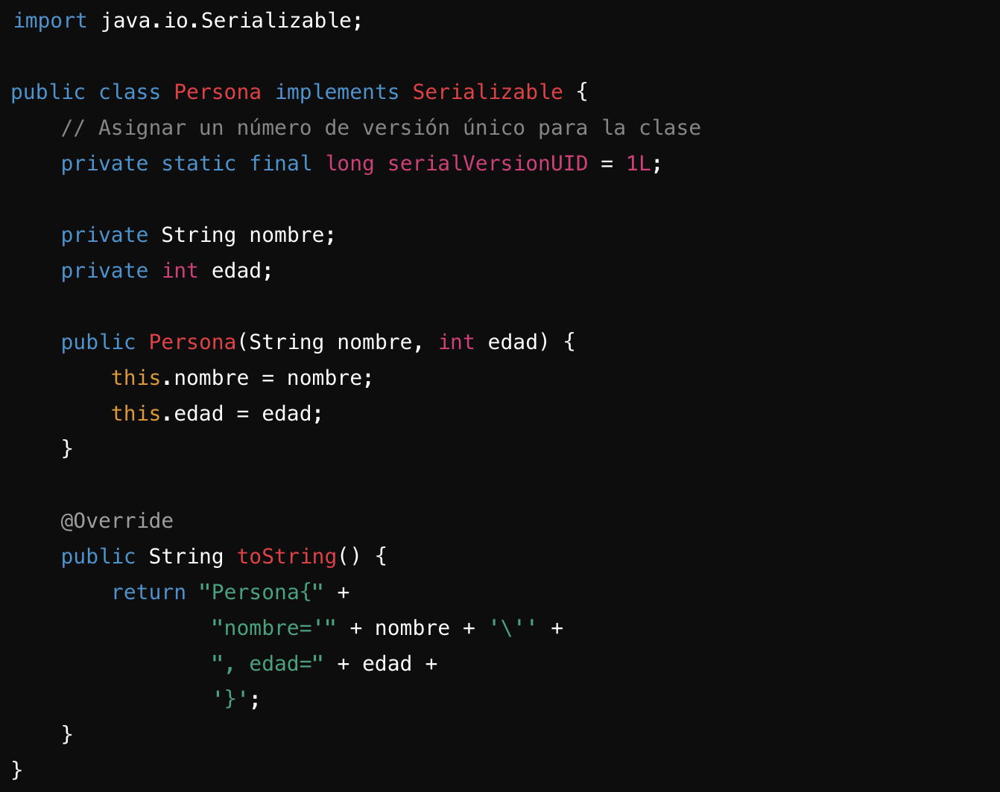 import java.io.Serializable;
public class Persona implements Serializable {
    // Asignar un número de versión único para la clase
    private static final long serialVersionUID = 1L;
    private String nombre;
    private int edad;
    public Persona(String nombre, int edad) {
        this.nombre = nombre;
        this.edad = edad;
    }
    @Override
    public String toString() {
        return "Persona{" +
                "nombre='" + nombre + '\'' +
                ", edad=" + edad +
                '}';
    }
}